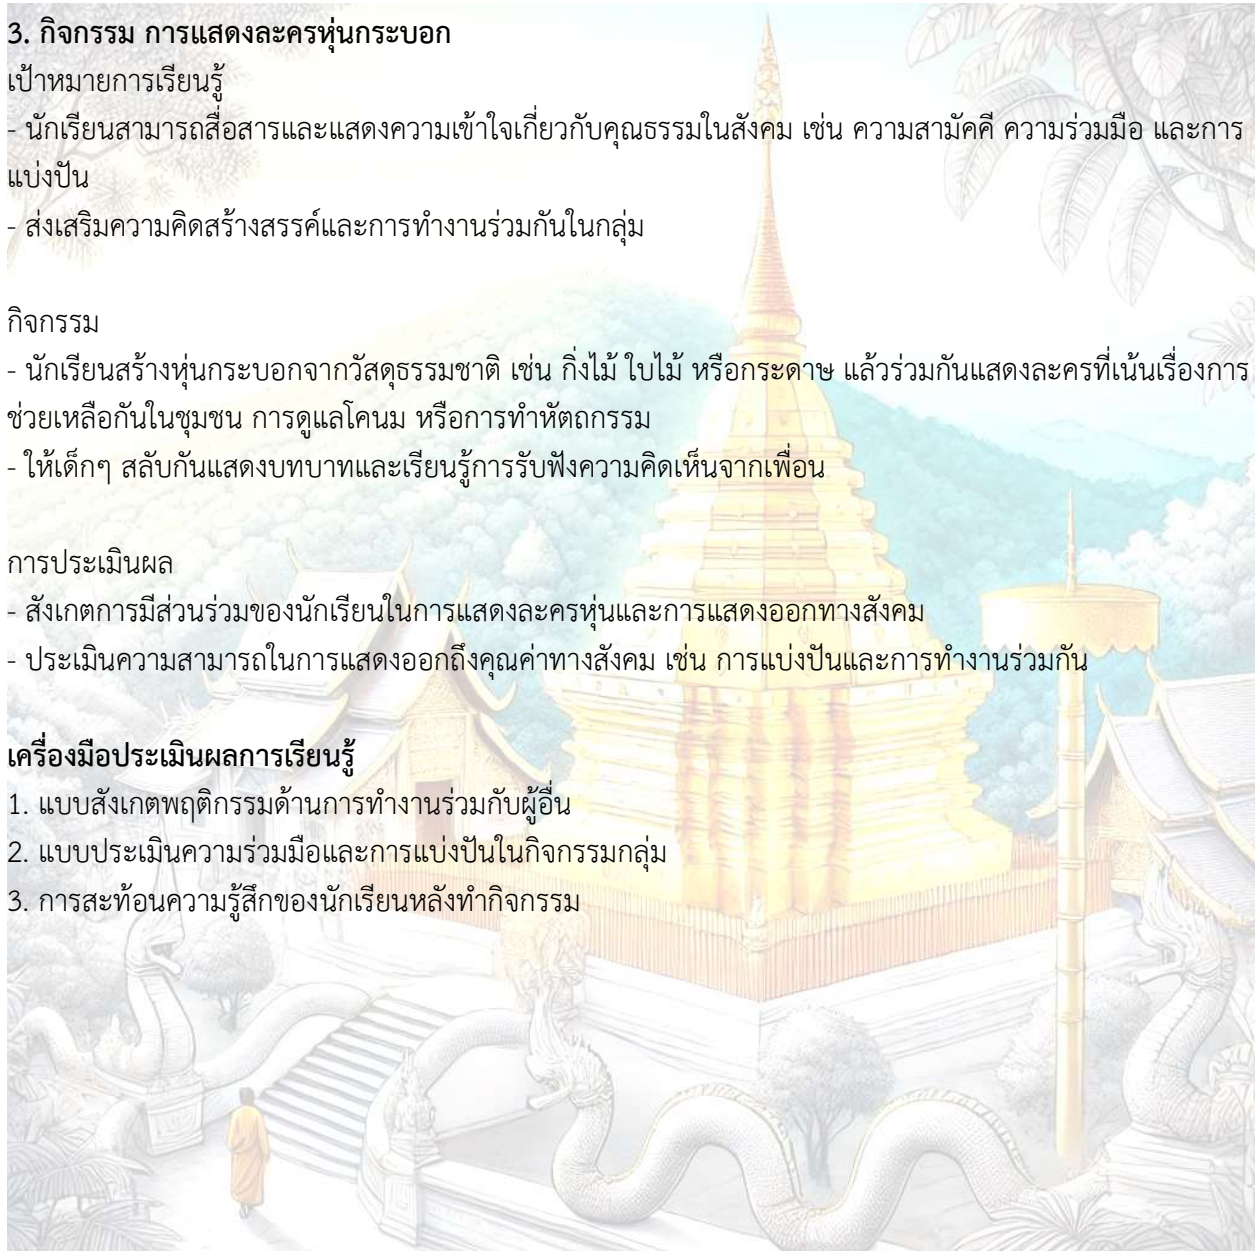 3. กิจกรรม การแสดงละครหุ่นกระบอก
เป้าหมายการเรียนรู้
- นักเรียนสามารถสื่อสารและแสดงความเข้าใจเกี่ยวกับคุณธรรมในสังคม เช่น ความสามัคคี ความร่วมมือ และการ
แบ่งปัน
- ส่งเสริมความคิดสร้างสรรค์และการทำงานร่วมกันในกลุ่ม
กิจกรรม
- นักเรียนสร้างหุ่นกระบอกจากวัสดุธรรมชาติ เช่น กิ่งไม้ ใบไม้ หรือกระดาษ แล้วร่วมกันแสดงละครที่เน้นเรื่องการ
ช่วยเหลือกันในชุมชน การดูแลโคนม หรือการทำหัตถกรรม
- ให้เด็กๆ สลับกันแสดงบทบาทและเรียนรู้การรับฟังความคิดเห็นจากเพื่อน
การประเมินผล
- สังเกตการมีส่วนร่วมของนักเรียนในการแสดงละครหุ่นและการแสดงออกทางสังคม
- ประเมินความสามารถในการแสดงออกถึงคุณค่าทางสังคม เช่น การแบ่งปันและการทำงานร่วมกัน
เครื่องมือประเมินผลการเรียนรู้
1. แบบสังเกตพฤติกรรมด้านการทำงานร่วมกับผู้อื่น
2. แบบประเมินความร่วมมือและการแบ่งปันในกิจกรรมกลุ่ม
3. การสะท้อนความรู้สึกของนักเรียนหลังทำกิจกรรม